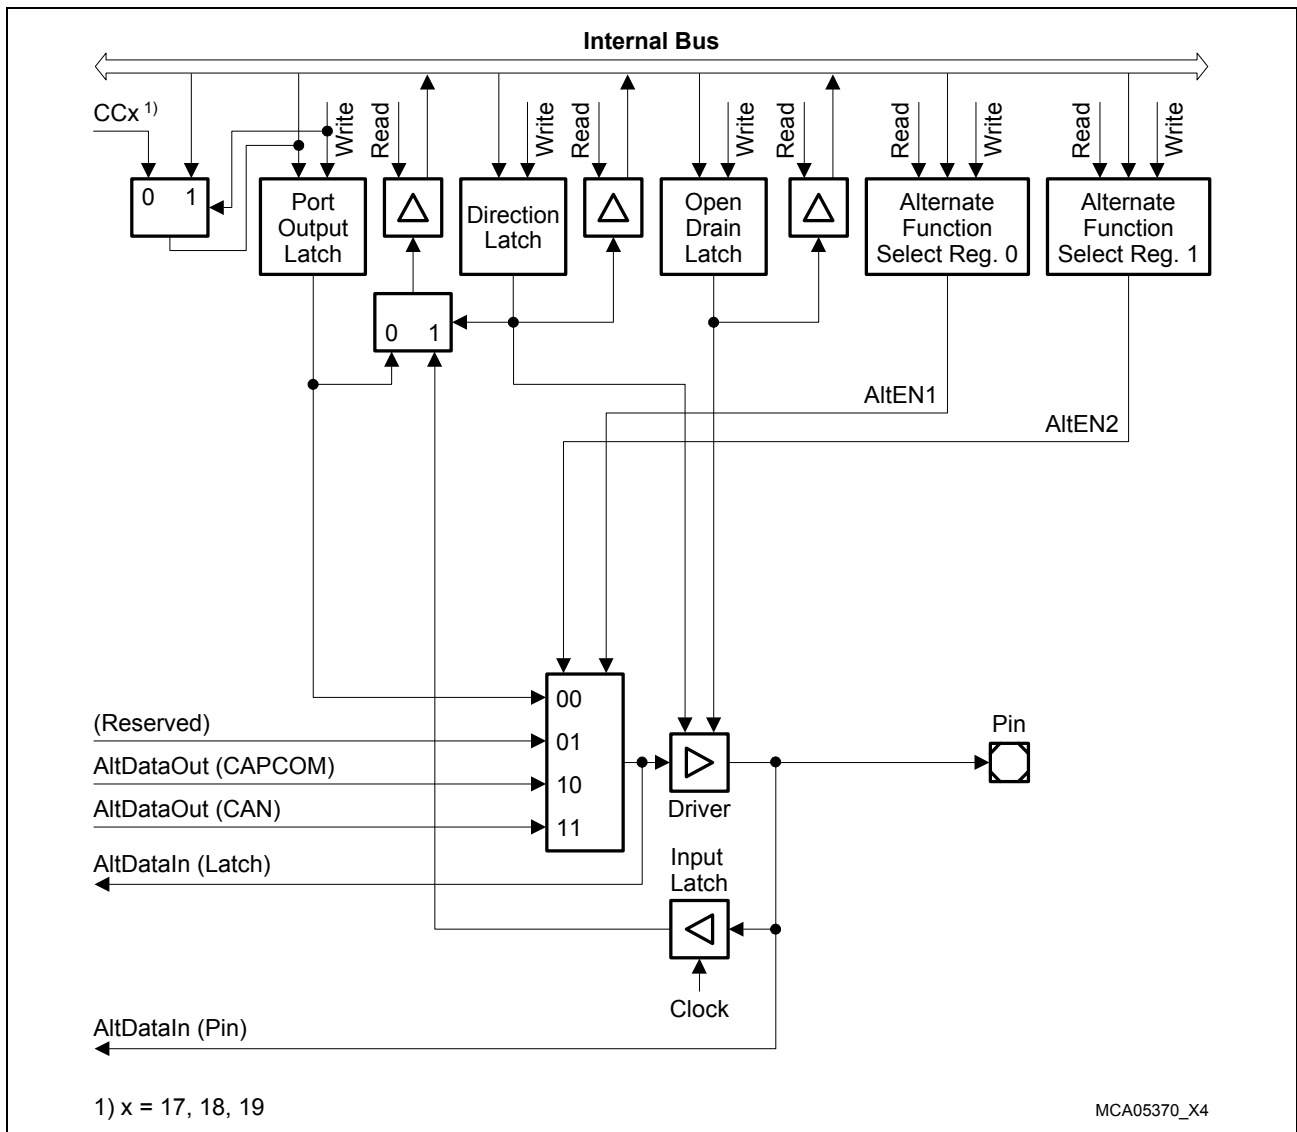 Internal Bus
CCx 1)
Write
Read
Write
Read
Write
Read
Read
Write
Read
Write
0 1
Port
Output
Latch
Direction
Latch
Open
Drain
Latch
Alternate
Function
Select Reg. 0
Alternate
Function
Select Reg. 1
0 1
AltEN1
AltEN2
00
01
10
11
(Reserved)
AltDataOut (CAPCOM)
AltDataOut (CAN)
AltDataIn (Latch)
Driver
Pin
Input
Latch
Clock
AltDataIn (Pin)
1) x = 17, 18, 19
MCA05370_X4